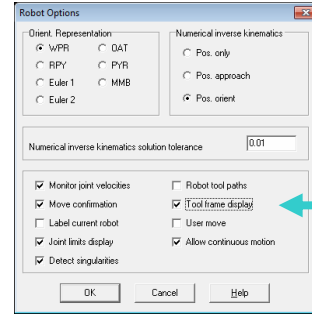 Robot Options
Orient. Representation
WPR OAT
RPY PYR
Euler 1 MMB
Euler 2
Numerical inverse kinematics
Pos. only
Pos. approach
Pos. orient
Numerical inverse kinematics solution tolerance 0.01
Monitor joint velocities Robot tool paths
Move confirmation Tool frame display
Label current robot User move
Joint limits display Allow continuous motion
Detect singularities
OK Cancel Help